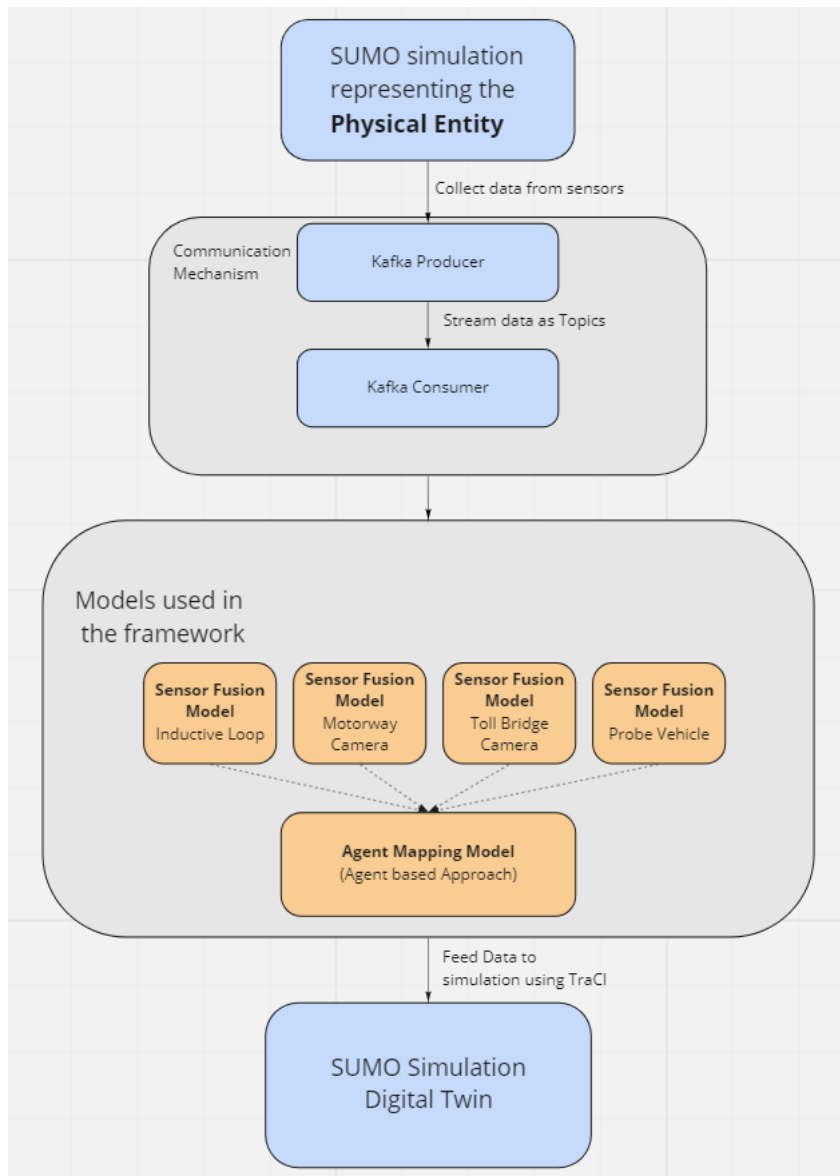 SUMO simulation
representing the
Physical Entity
Collect data from sensors
Communication
Mechanism
Kafka Producer
Stream data as Topics
Kafka Consumer
Models used in
the framework
Sensor Fusion
Model
Inductive Loop
Sensor Fusion
Model
Motorway
Camera
Sensor Fusion
Model
Toll Bridge
Camera
Sensor Fusion
Model
Probe Vehicle
Agent Mapping Model
(Agent based Approach)
Feed Data to
simulation using TraCI
SUMO Simulation
Digital Twin